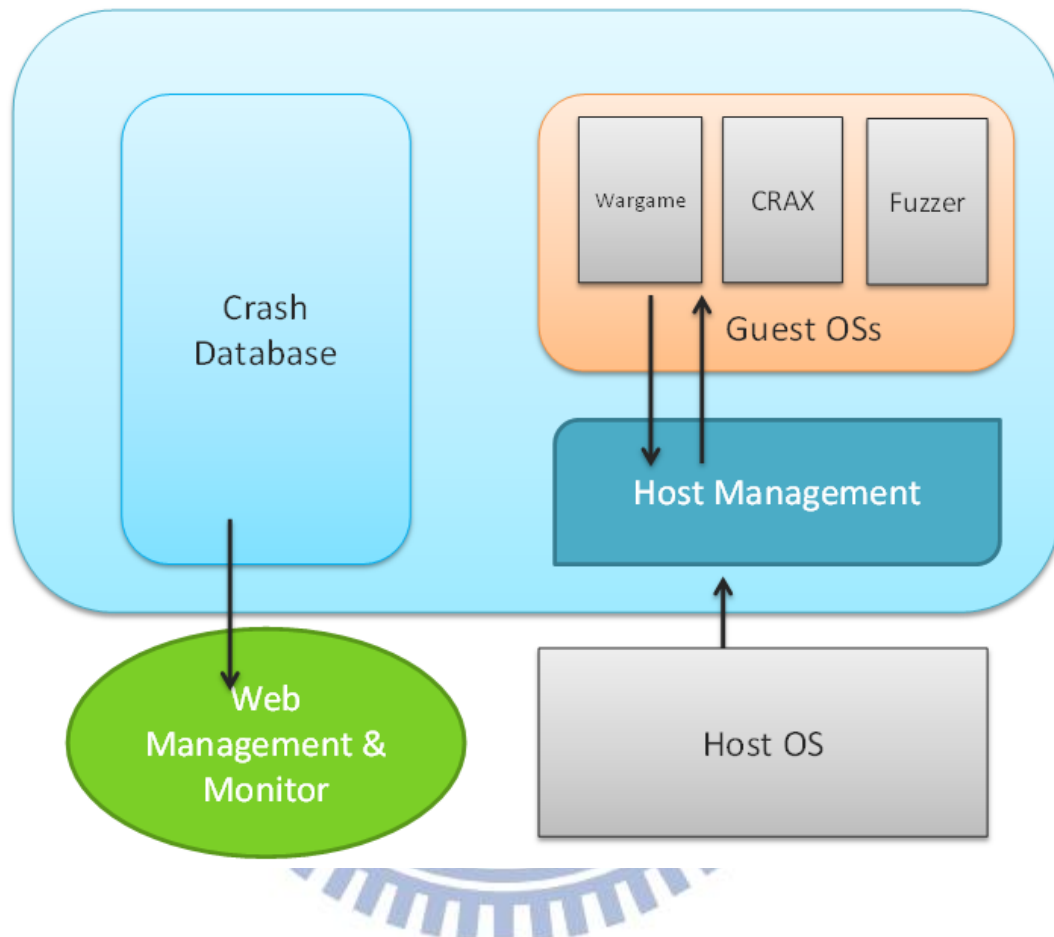 Crash
Database
Wargame
CRAX
Fuzzer
Guest OSs
Host Management
Web
Management &
Monitor
Host OS